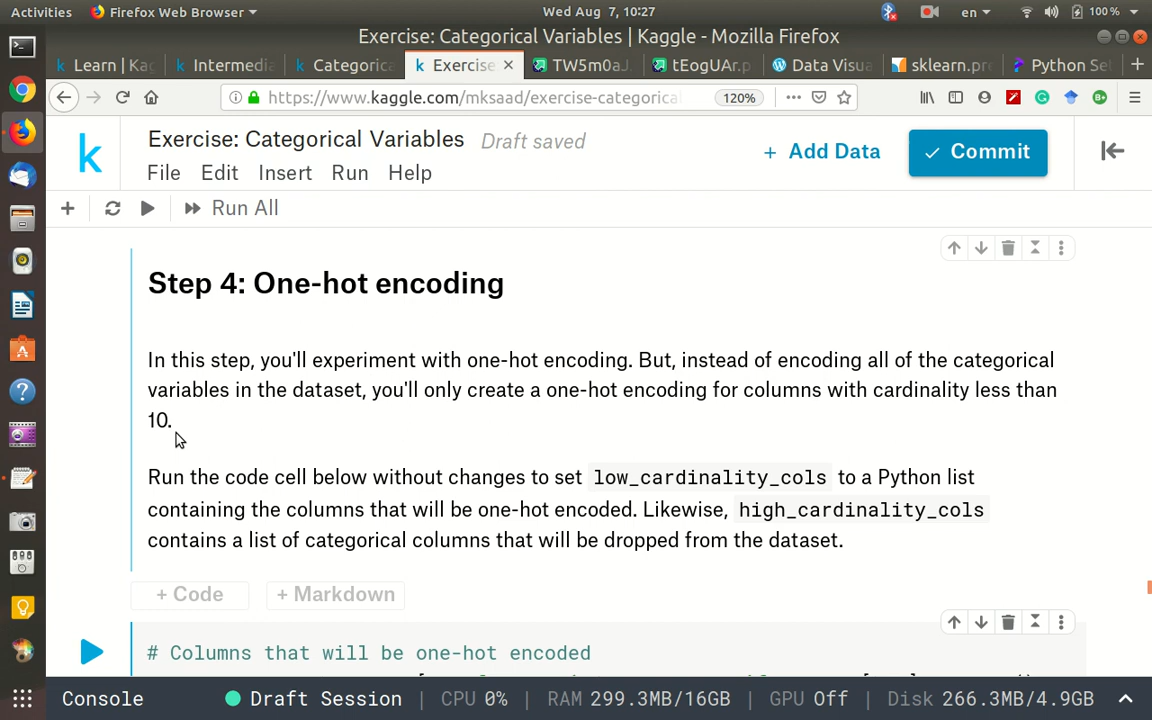 Activities Firefox Web Browser Wed Aug 7, 10:27 en 100 %
Exercise: Categorical Variables | Kaggle - Mozilla Firefox
Learn | Ka Intermedi Categorica Exercise TW5m0aJ tEogUAr.p Data Visua sklearn.pr Python Se
https://www.kaggle.com/mksaad/exercise-categorical 120%
k Exercise: Categorical Variables Draft saved
+ Add Data Commit
File Edit Insert Run Help
Run All
Step 4: One-hot encoding
In this step, you'll experiment with one-hot encoding. But, instead of encoding all of the categorical
variables in the dataset, you'll only create a one-hot encoding for columns with cardinality less than
10.
Run the code cell below without changes to set low_cardinality_cols to a Python list
containing the columns that will be one-hot encoded. Likewise, high_cardinality_cols
contains a list of categorical columns that will be dropped from the dataset.
+ Code + Markdown
# Columns that will be one-hot encoded
Console Draft Session | CPU 0% | RAM 299.3MB/16GB | GPU Off | Disk 266.3MB/4.9GB